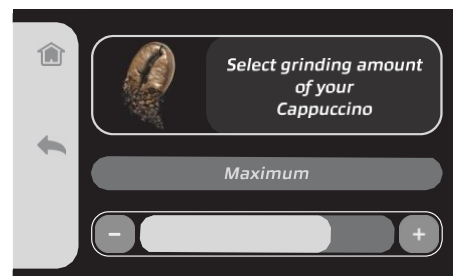 Select grinding amount
of your
Cappuccino
Maximum
- +